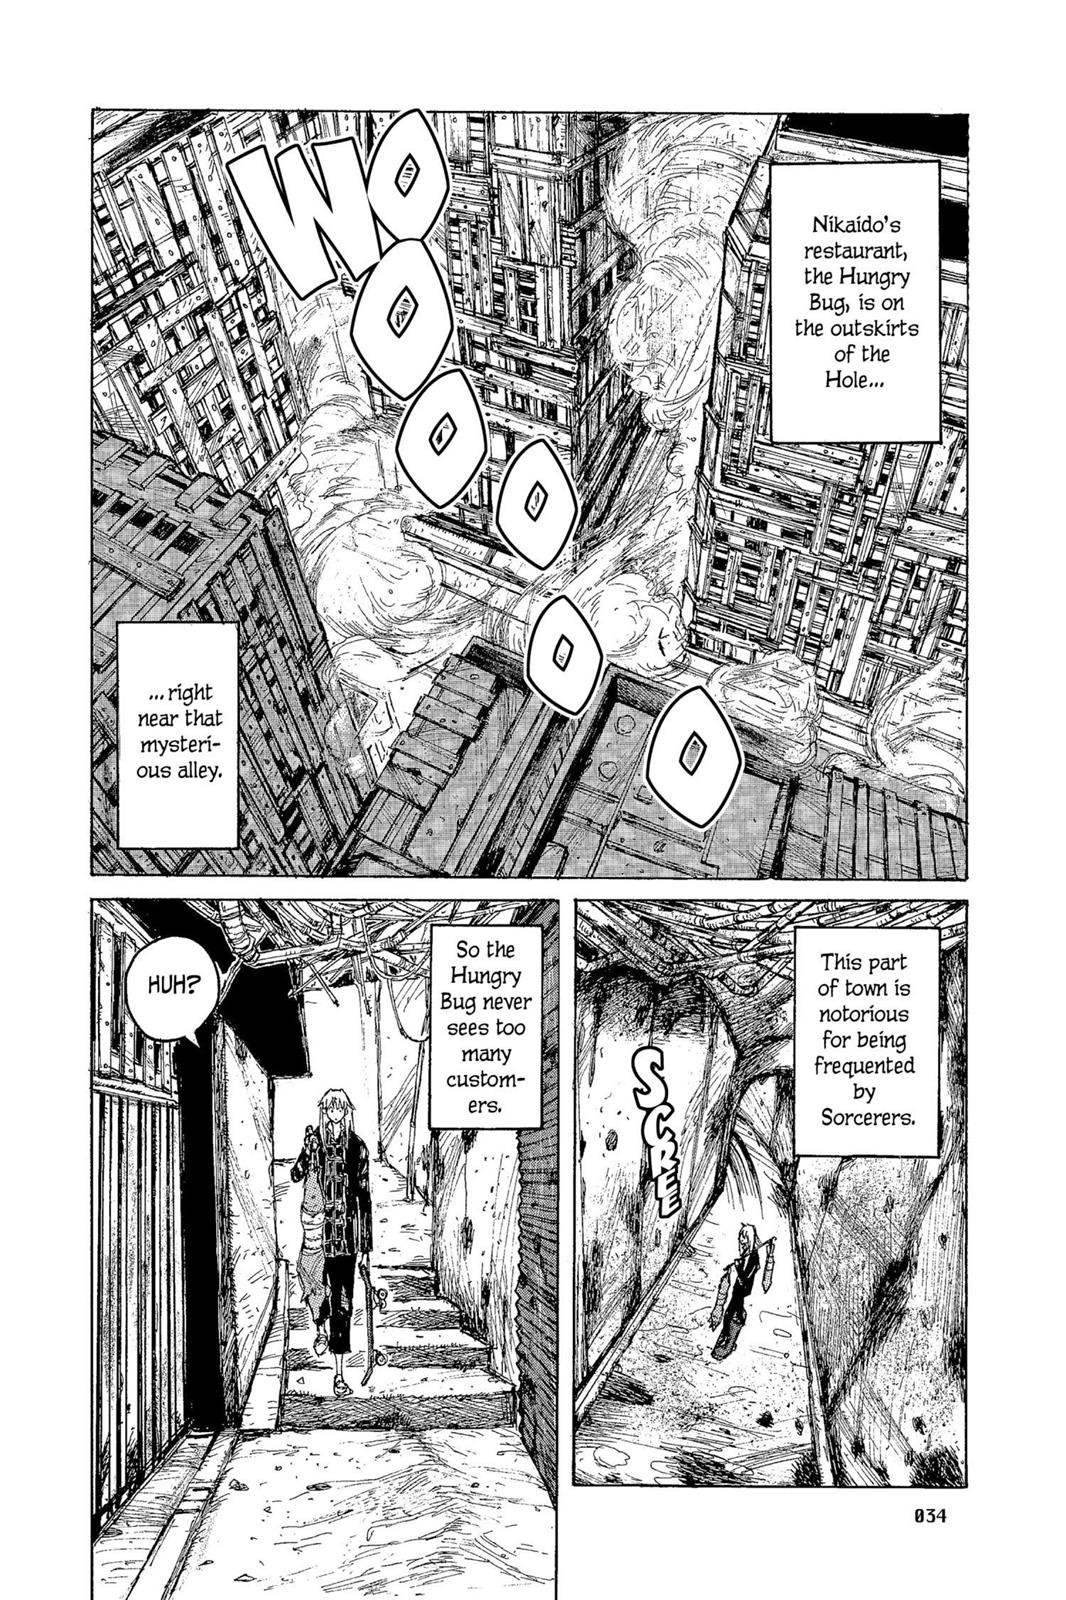 Nikaido's
restaurant,
the Hungry
Bug, is on
the outskirts
of the
Hole...
WOOOOOOO
...right
near that
mysteri-
ous alley.
This part
of town is
notorious
for being
frequented
by
Sorcerers.
SCREE
So the
Hungry
Bug never
sees too
many
custom-
ers.
HUH?
034